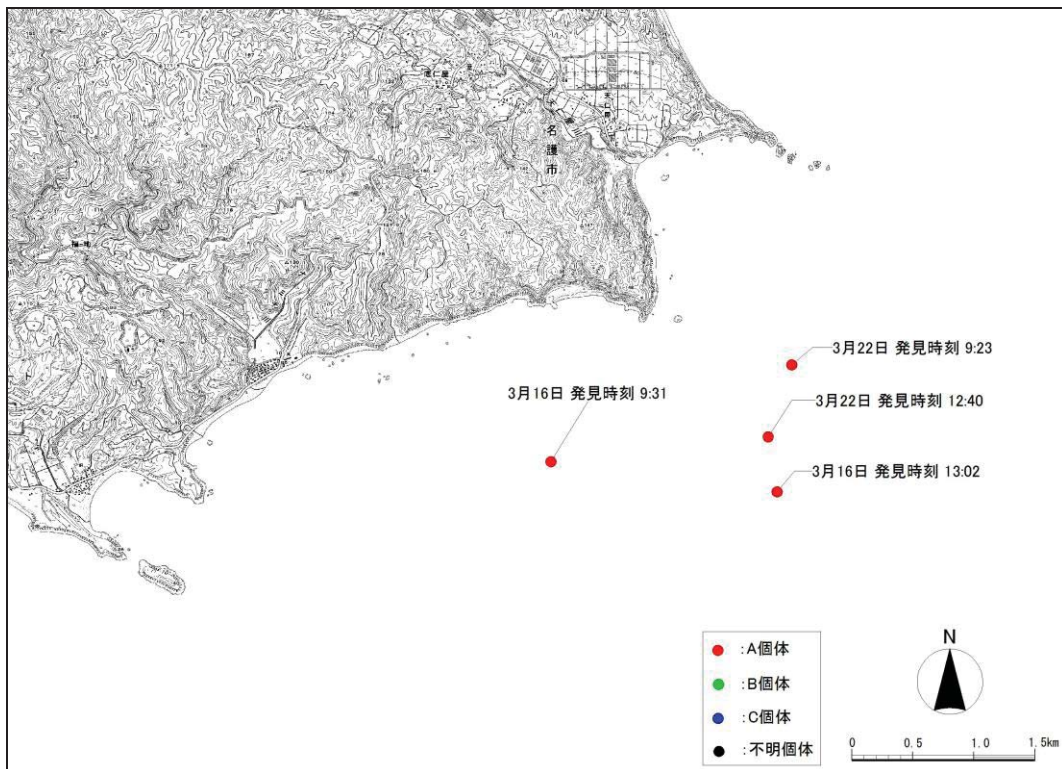 名護市
3月22日 発見時刻 9:23
3月16日 発見時刻 9:31
3月22日 発見時刻 12:40
3月16日 発見時刻 13:02
:A個体
:B個体
:C個体
:不明個体
N
0 0.5 1.0 1.5km